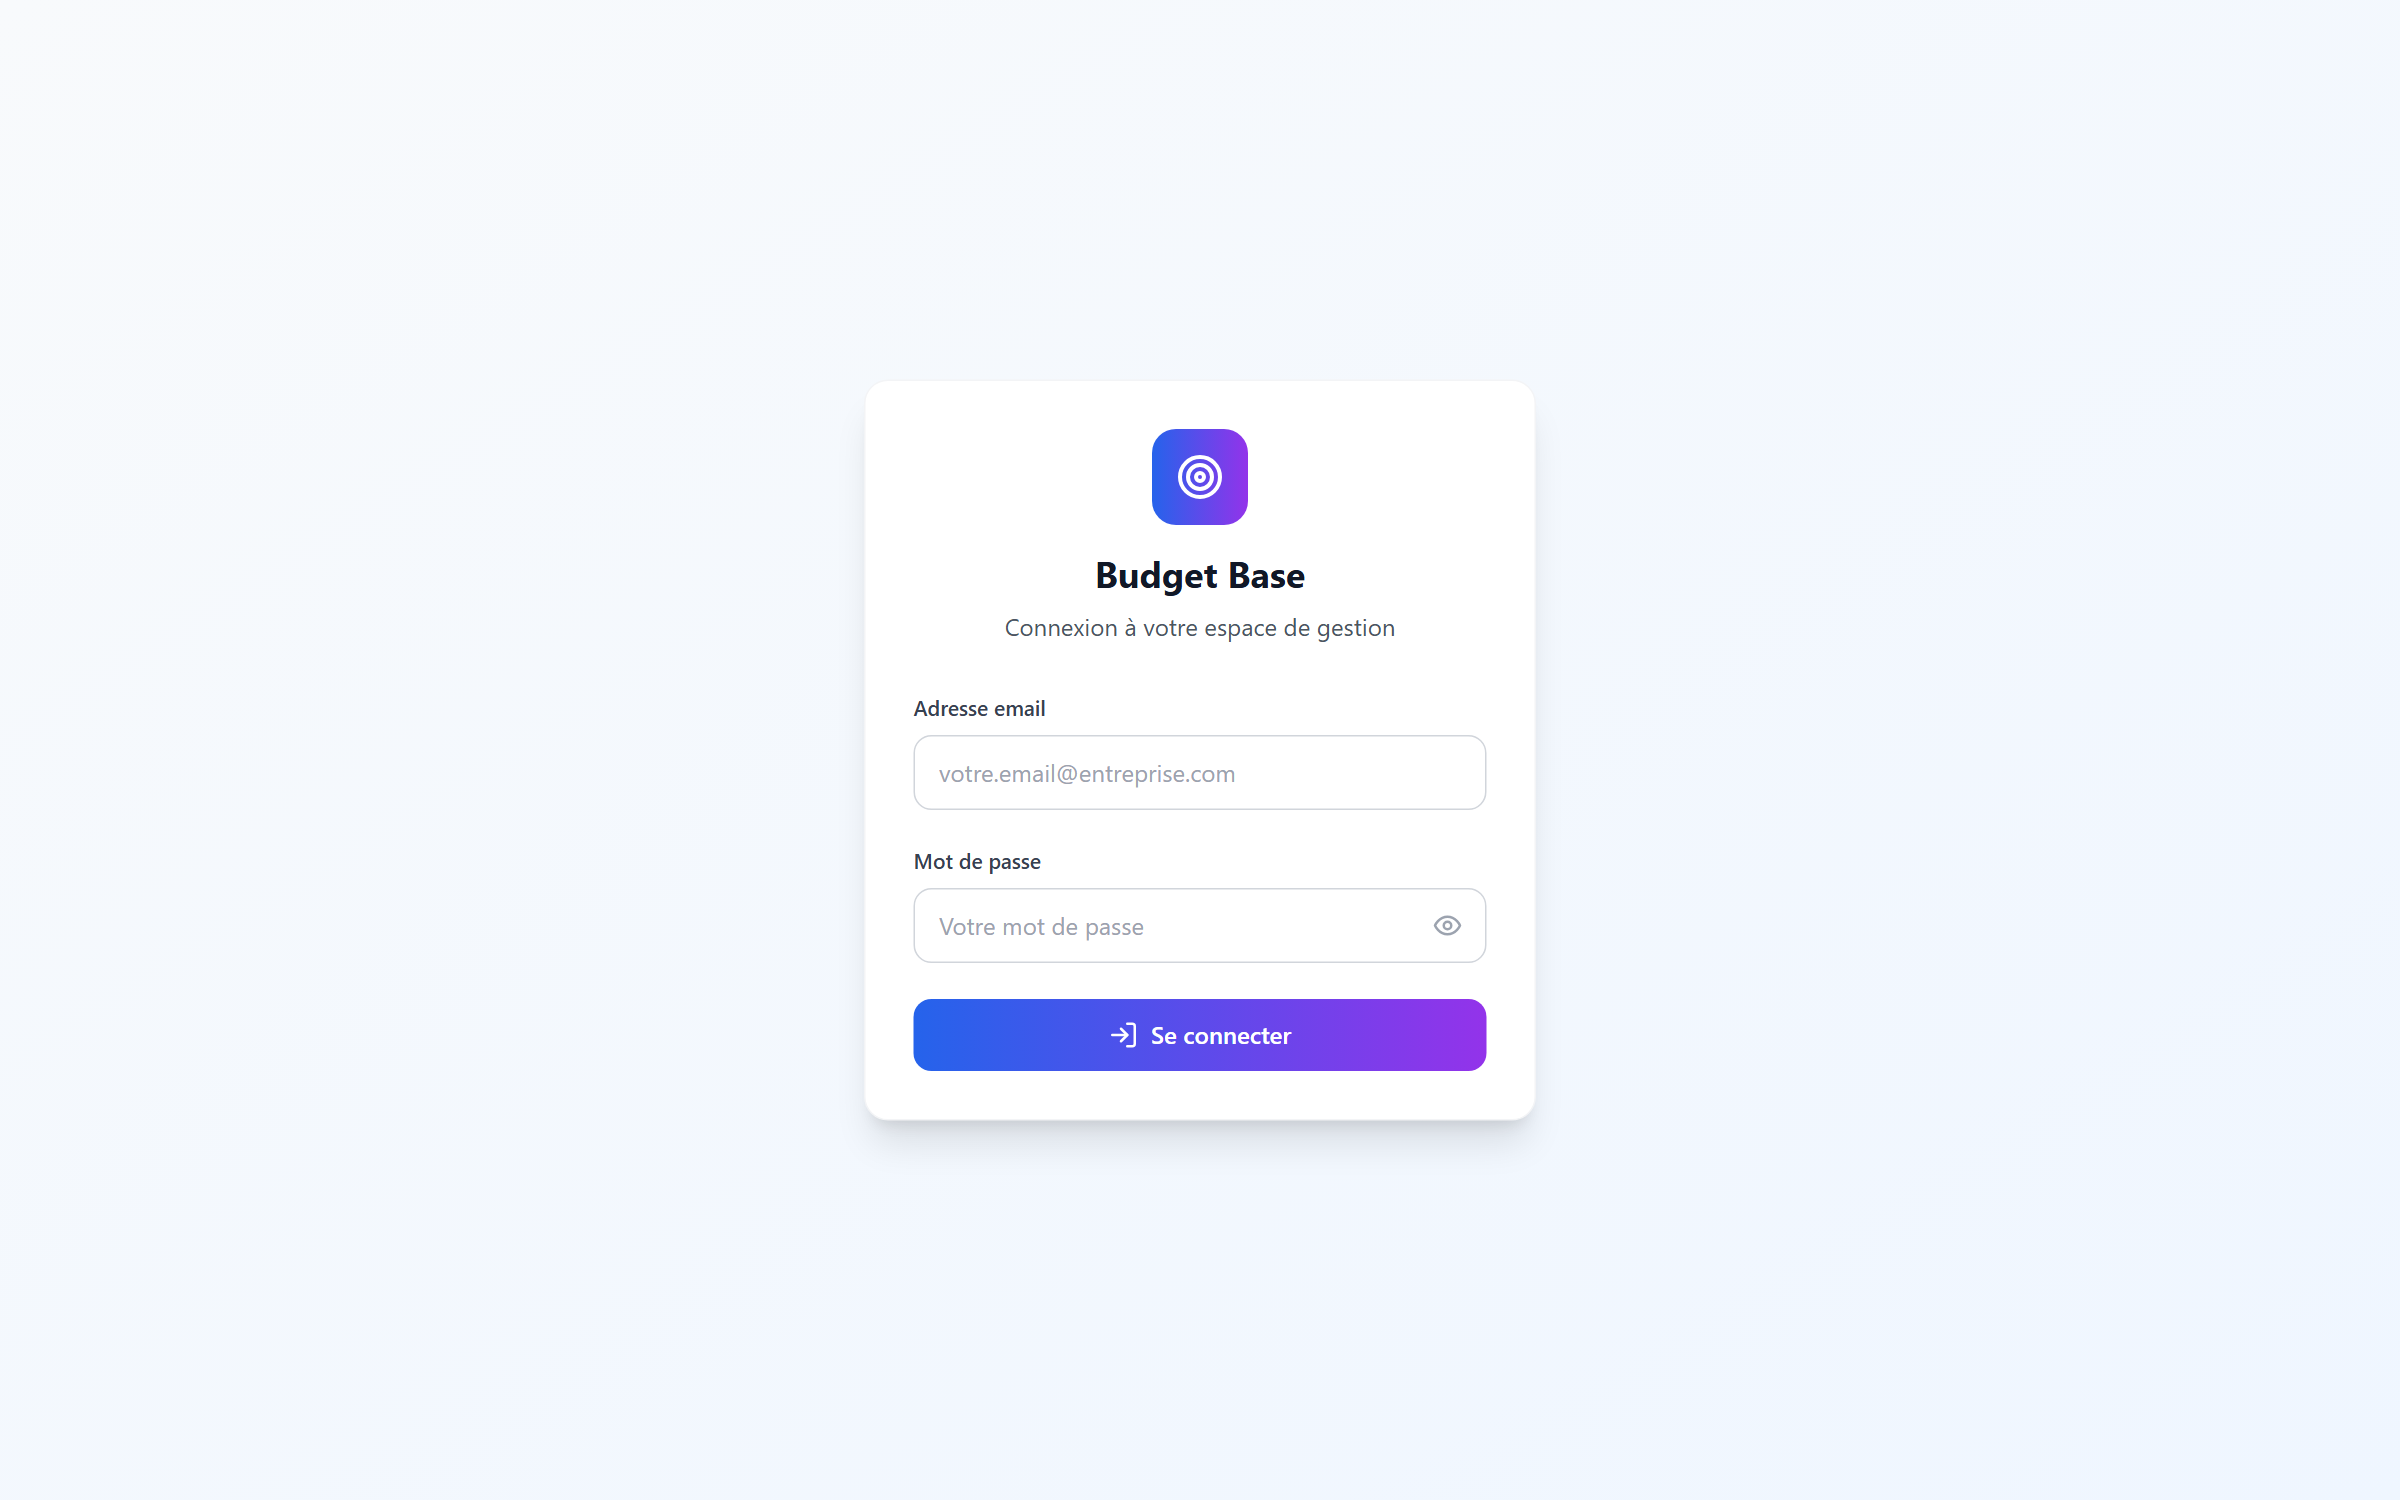 Budget Base
Connexion à votre espace de gestion
Adresse email
votre.email@entreprise.com
Mot de passe
Votre mot de passe
Se connecter